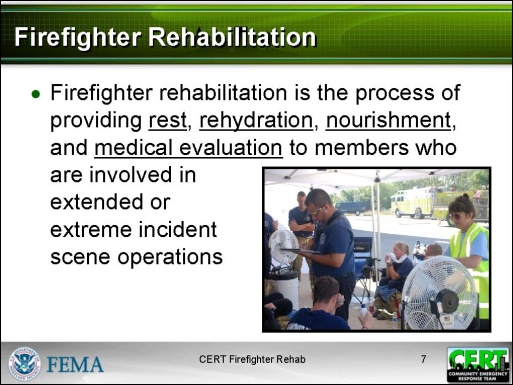 Firefighter Rehabilitation
• Firefighter rehabilitation is the process of
providing rest, rehydration, nourishment,
and medical evaluation to members who
are involved in
extended or
extreme incident
scene operations
FEMA
CERT Firefighter Rehab
7
CERT
COMMUNITY EMERGENCY
RESPONSE TEAM